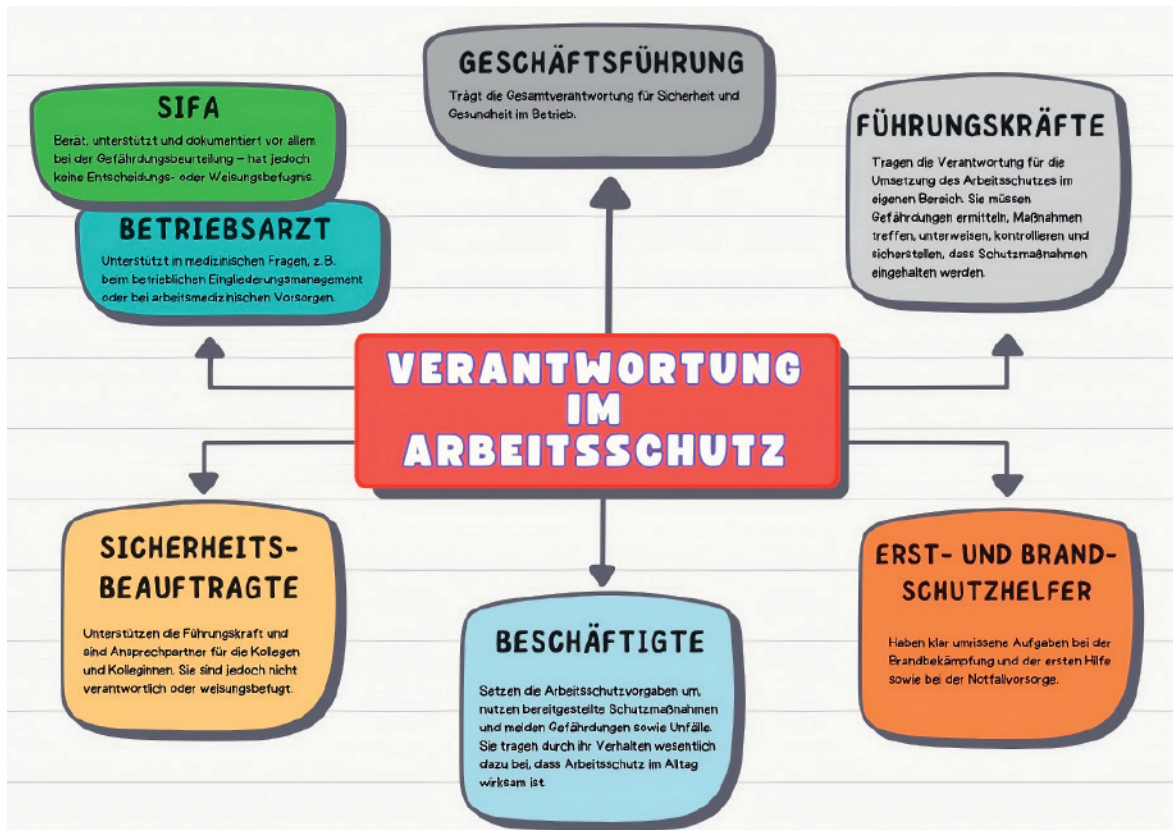 GESCHÄFTSFÜHRUNG
Trägt die Gesamtverantwortung für Sicherheit und
Gesundheit im Betrieb.
SIFA
Berät, unterstützt und dokumentiert vor allem
bei der Gefährdungsbeurteilung – hat jedoch
keine Entscheidungs- oder Weisungsbefugnis.
BETRIEBSARZT
Unterstützt in medizinischen Fragen, z.B.
beim betrieblichen Eingliederungsmanagement
oder bei arbeitsmedizinischen Vorsorgen.
FÜHRUNGSKRÄFTE
Tragen die Verantwortung für die
Umsetzung des Arbeitsschutzes im
eigenen Bereich. Sie müssen
Gefährdungen ermitteln, Maßnahmen
treffen, unterweisen, kontrollieren und
sicherstellen, dass Schutzmaßnahmen
eingehalten werden.
VERANTWORTUNG
IM
ARBEITSSCHUTZ
SICHERHEITS-
BEAUFTRAGTE
Unterstützen die Führungskraft und
sind Ansprechpartner für die Kollegen
und Kolleginnen. Sie sind jedoch nicht
verantwortlich oder weisungsbefugt.
BESCHÄFTIGTE
Setzen die Arbeitsschutzvorgaben um,
nutzen bereitgestellte Schutzmaßnahmen
und melden Gefährdungen sowie Unfälle.
Sie tragen durch ihr Verhalten wesentlich
dazu bei, dass Arbeitsschutz im Alltag
wirksam ist.
ERST- UND BRAND-
SCHUTZHELFER
Haben klar umrissene Aufgaben bei der
Brandbekämpfung und der ersten Hilfe
sowie bei der Notfallvorsorge.